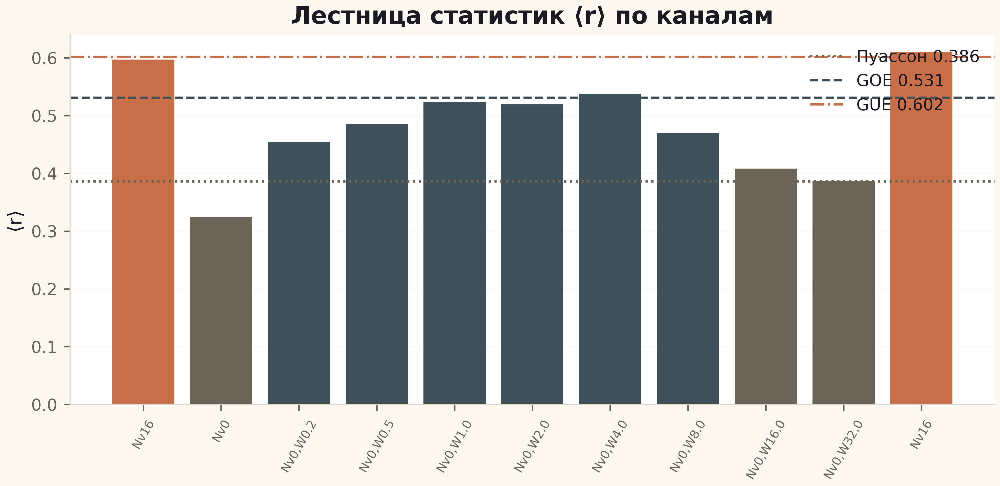 Лестница статистик ⟨r⟩ по каналам
⟨r⟩
0.6
0.5
0.4
0.3
0.2
0.1
0.0
Пуассон 0.386
GOE 0.531
GUE 0.602
Nv16
Nv0
Nv0,W0.2
Nv0,W0.5
Nv0,W1.0
Nv0,W2.0
Nv0,W4.0
Nv0,W8.0
Nv0,W16.0
Nv0,W32.0
Nv16